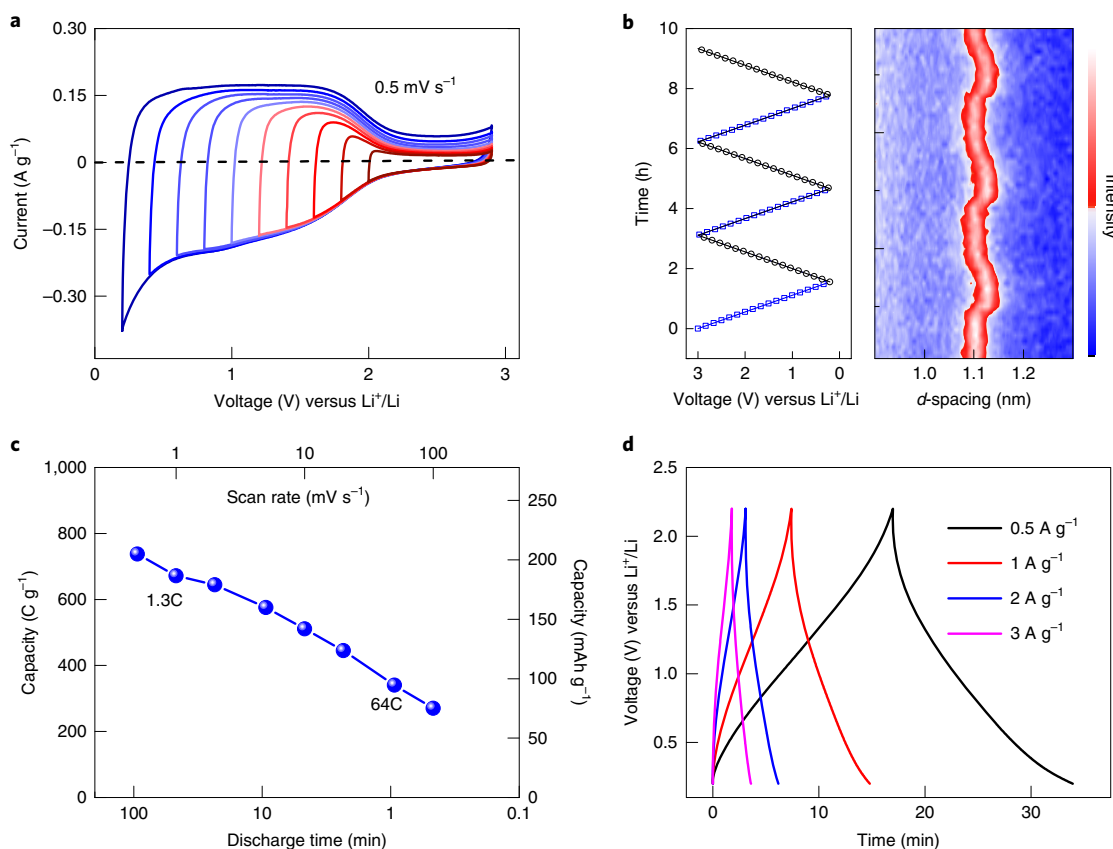 a
0.30
0.15
0
–0.15
–0.30
Current (A g–1)
0.5 mV s–1
0
1
2
3
Voltage (V) versus Li+/Li
b
10
8
6
4
2
0
Time (h)
3
2
1
0
Voltage (V) versus Li+/Li
1.0
1.1
1.2
d-spacing (nm)
Intensity
c
1
10
100
Scan rate (mV s–1)
1,000
800
600
400
200
0
Capacity (C g–1)
1.3C
64C
250
200
150
100
50
0
Capacity (mAh g–1)
100
10
1
0.1
Discharge time (min)
d
2.5
2.0
1.5
1.0
0.5
Voltage (V) versus Li+/Li
0.5 A g–1
1 A g–1
2 A g–1
3 A g–1
0
10
20
30
Time (min)